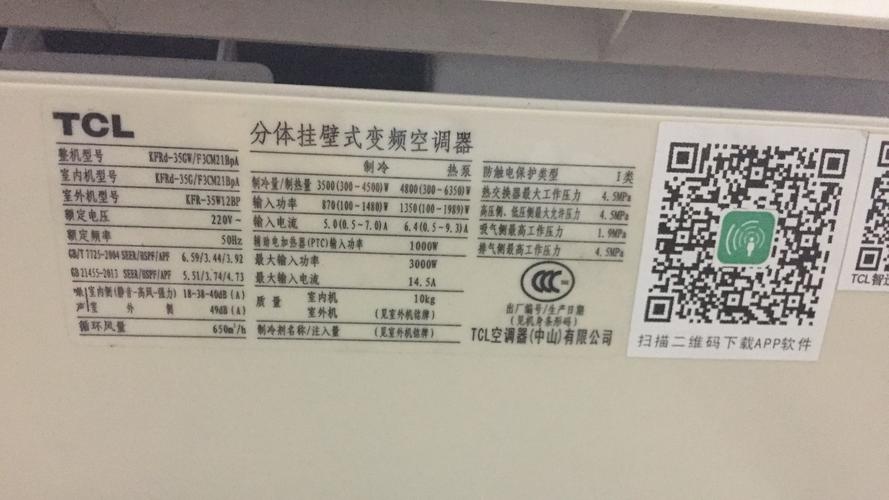 TCL
分体挂壁式变频空调器
整机型号 KFRd-35GW/F3CM21BpA
室内机型号 KFRd-35G/F3CM21BpA
室外机型号 KFR-35W12BP
额定电压 220V~
额定频率 50Hz
GB/T 7725-2004 SEER/HSPF/APF 6.59/3.44/3.92
GB 21455-2013 SEER/HSPF/APF 5.51/3.74/4.73
噪声 室内侧(静音-高风-强力) 18-38-40dB(A)
室外侧 49dB(A)
循环风量 650m³/h
制冷 热泵
制冷量/制热量 3500(300-4500)W 4800(300-6350)W
输入功率 870(100-1480)W 1350(100-1989)W
输入电流 5.0(0.5-7.0)A 6.4(0.5-9.3)A
辅助电加热器(PTC)输入功率 1000W
最大输入功率 3000W
最大输入电流 14.5A
质量 室内机 10kg
室外机 (见室外机铭牌)
制冷剂名称/注入量 (见室外机铭牌)
防触电保护类型 I类
热交换器最大工作压力 4.5MPa
高压侧、低压侧最大允许压力 4.5MPa
吸气侧最高工作压力 1.9MPa
排气侧最高工作压力 4.5MPa
CCC
出厂编号/生产日期
(见机身条形码)
TCL空调器(中山)有限公司
扫描二维码下载APP软件
TCL智